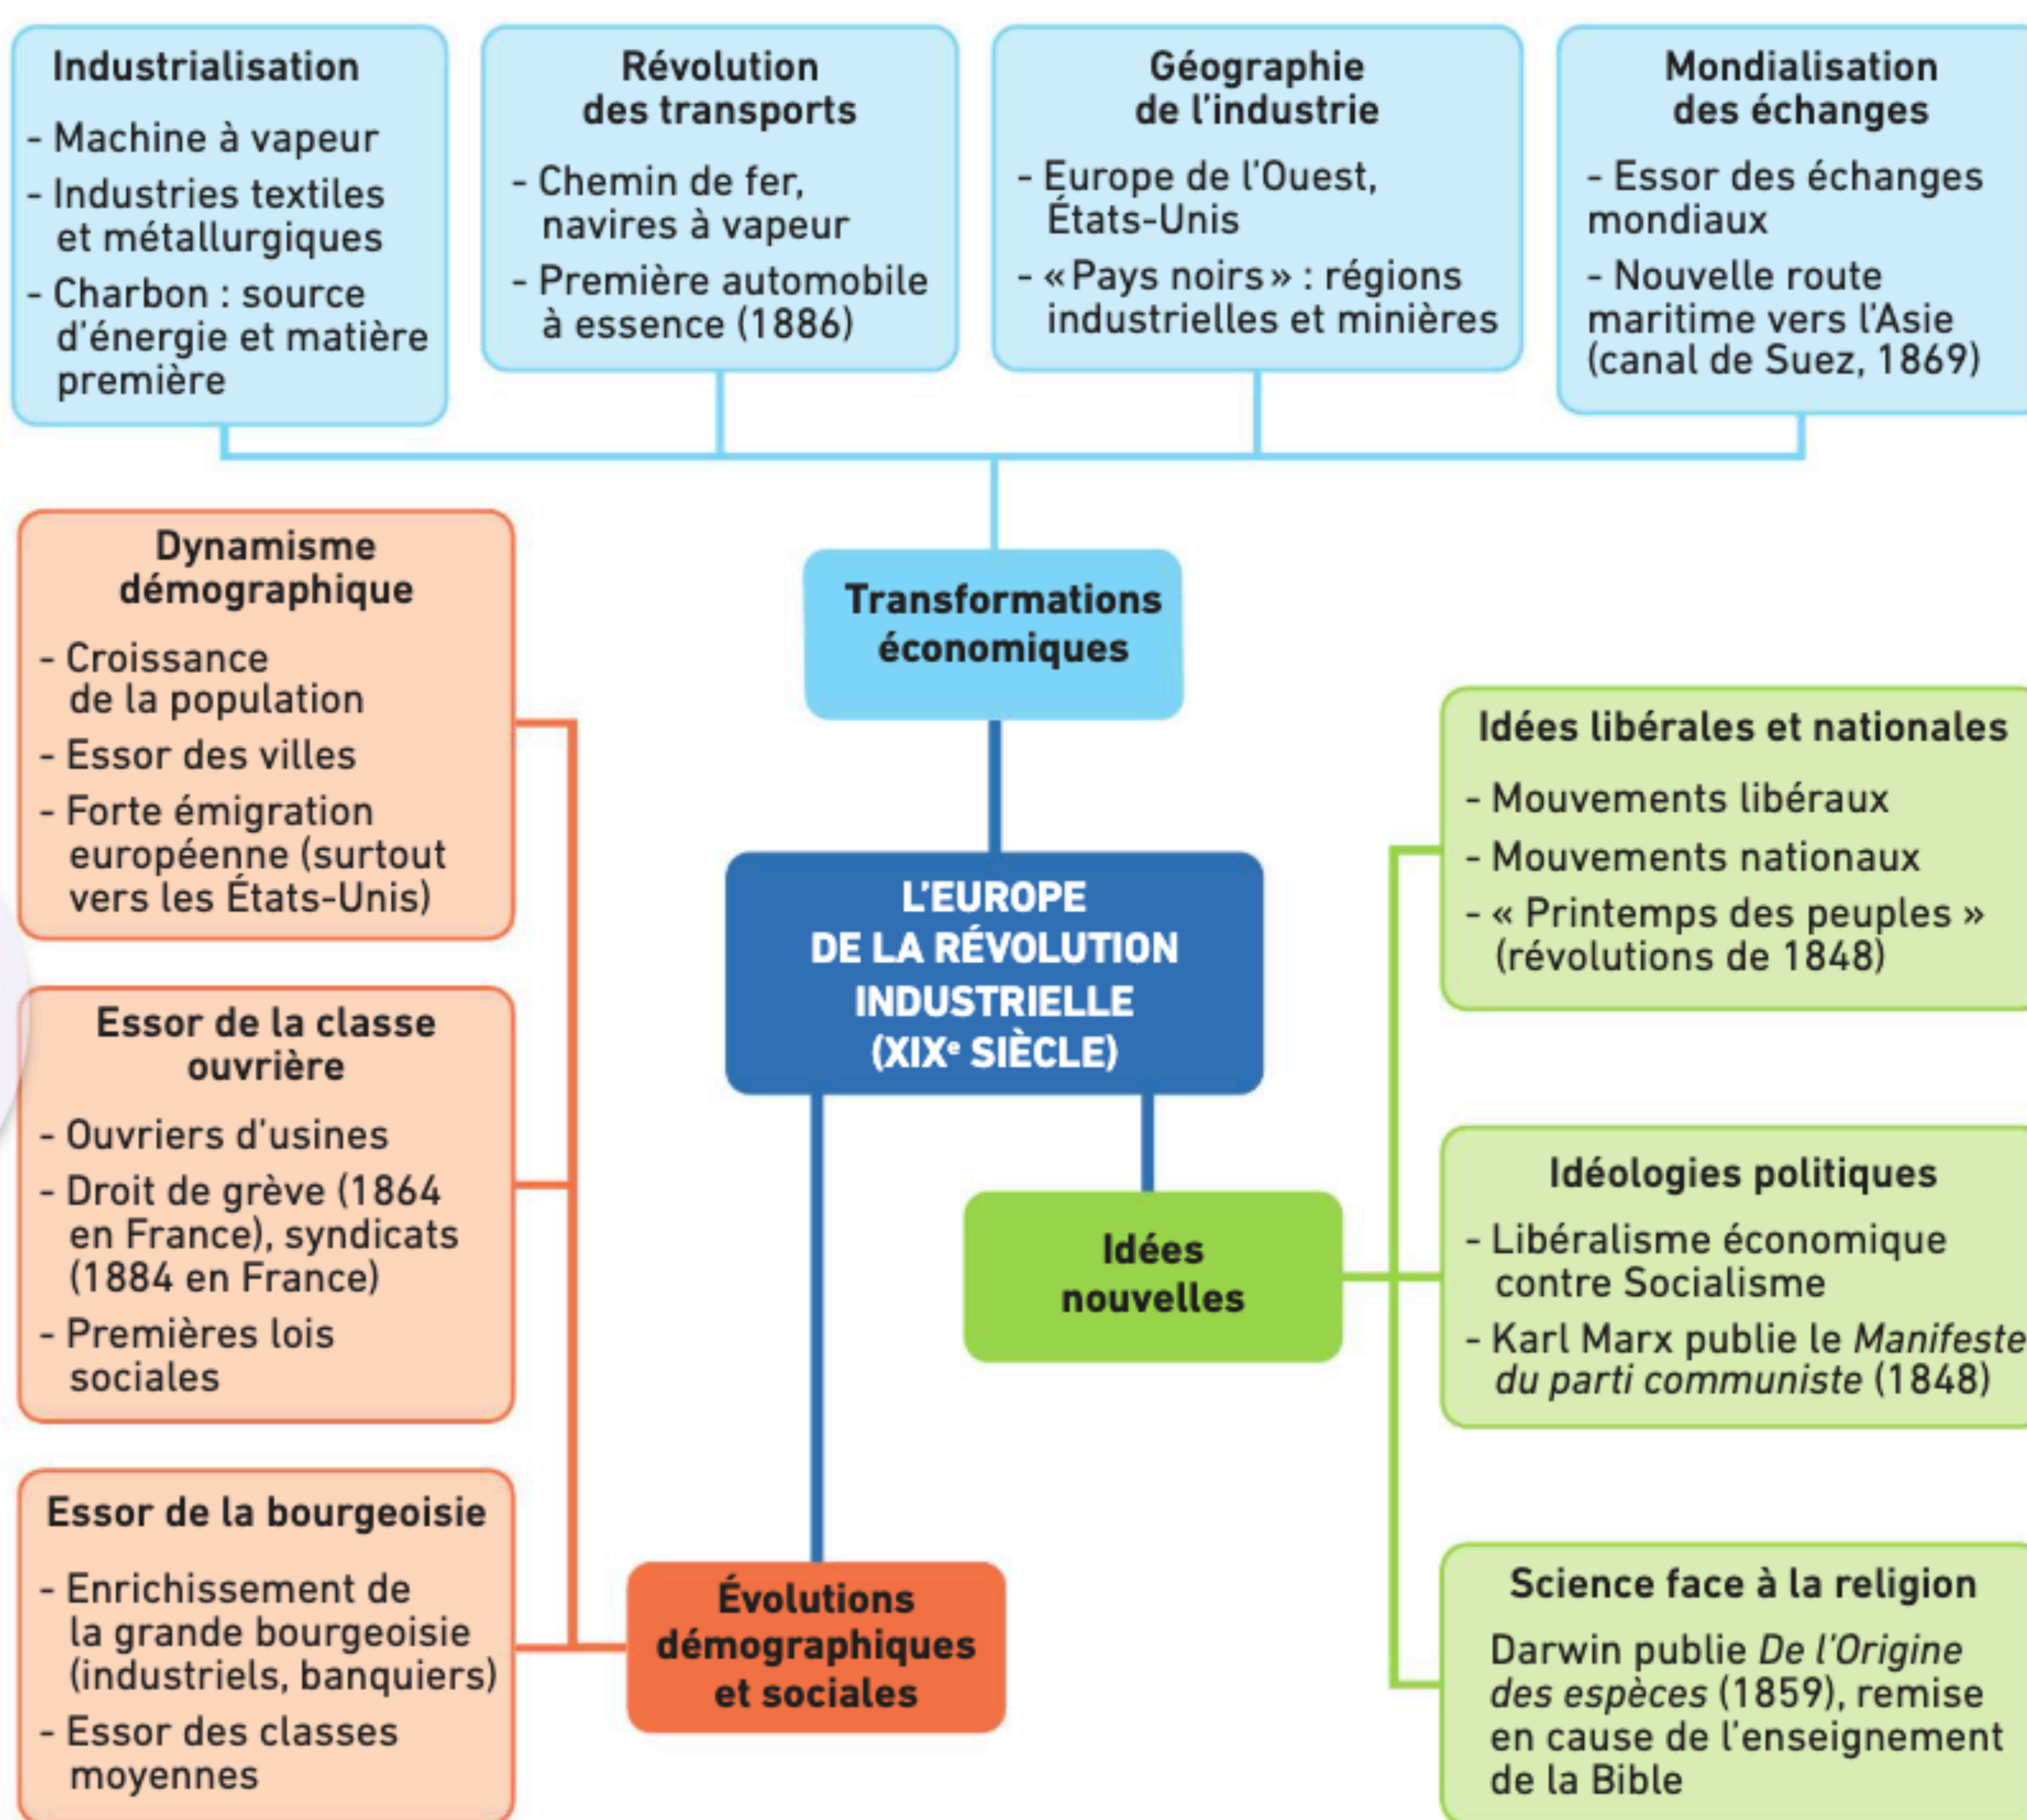 Industrialisation
- Machine à vapeur
- Industries textiles
et métallurgiques
- Charbon : source
d'énergie et matière
première
Révolution
des transports
- Chemin de fer,
navires à vapeur
- Première automobile
à essence (1886)
Géographie
de l'industrie
- Europe de l'Ouest,
États-Unis
- « Pays noirs » : régions
industrielles et minières
Mondialisation
des échanges
- Essor des échanges
mondiaux
- Nouvelle route
maritime vers l'Asie
(canal de Suez, 1869)
Transformations
économiques
Dynamisme
démographique
- Croissance
de la population
- Essor des villes
- Forte émigration
européenne (surtout
vers les États-Unis)
Essor de la classe
ouvrière
- Ouvriers d'usines
- Droit de grève (1864
en France), syndicats
(1884 en France)
- Premières lois
sociales
Essor de la bourgeoisie
- Enrichissement de
la grande bourgeoisie
(industriels, banquiers)
- Essor des classes
moyennes
L'EUROPE
DE LA RÉVOLUTION
INDUSTRIELLE
(XIXe SIÈCLE)
Évolutions
démographiques
et sociales
Idées
nouvelles
Idées libérales et nationales
- Mouvements libéraux
- Mouvements nationaux
- « Printemps des peuples »
(révolutions de 1848)
Idéologies politiques
- Libéralisme économique
contre Socialisme
- Karl Marx publie le Manifeste
du parti communiste (1848)
Science face à la religion
Darwin publie De l'Origine
des espèces (1859), remise
en cause de l'enseignement
de la Bible